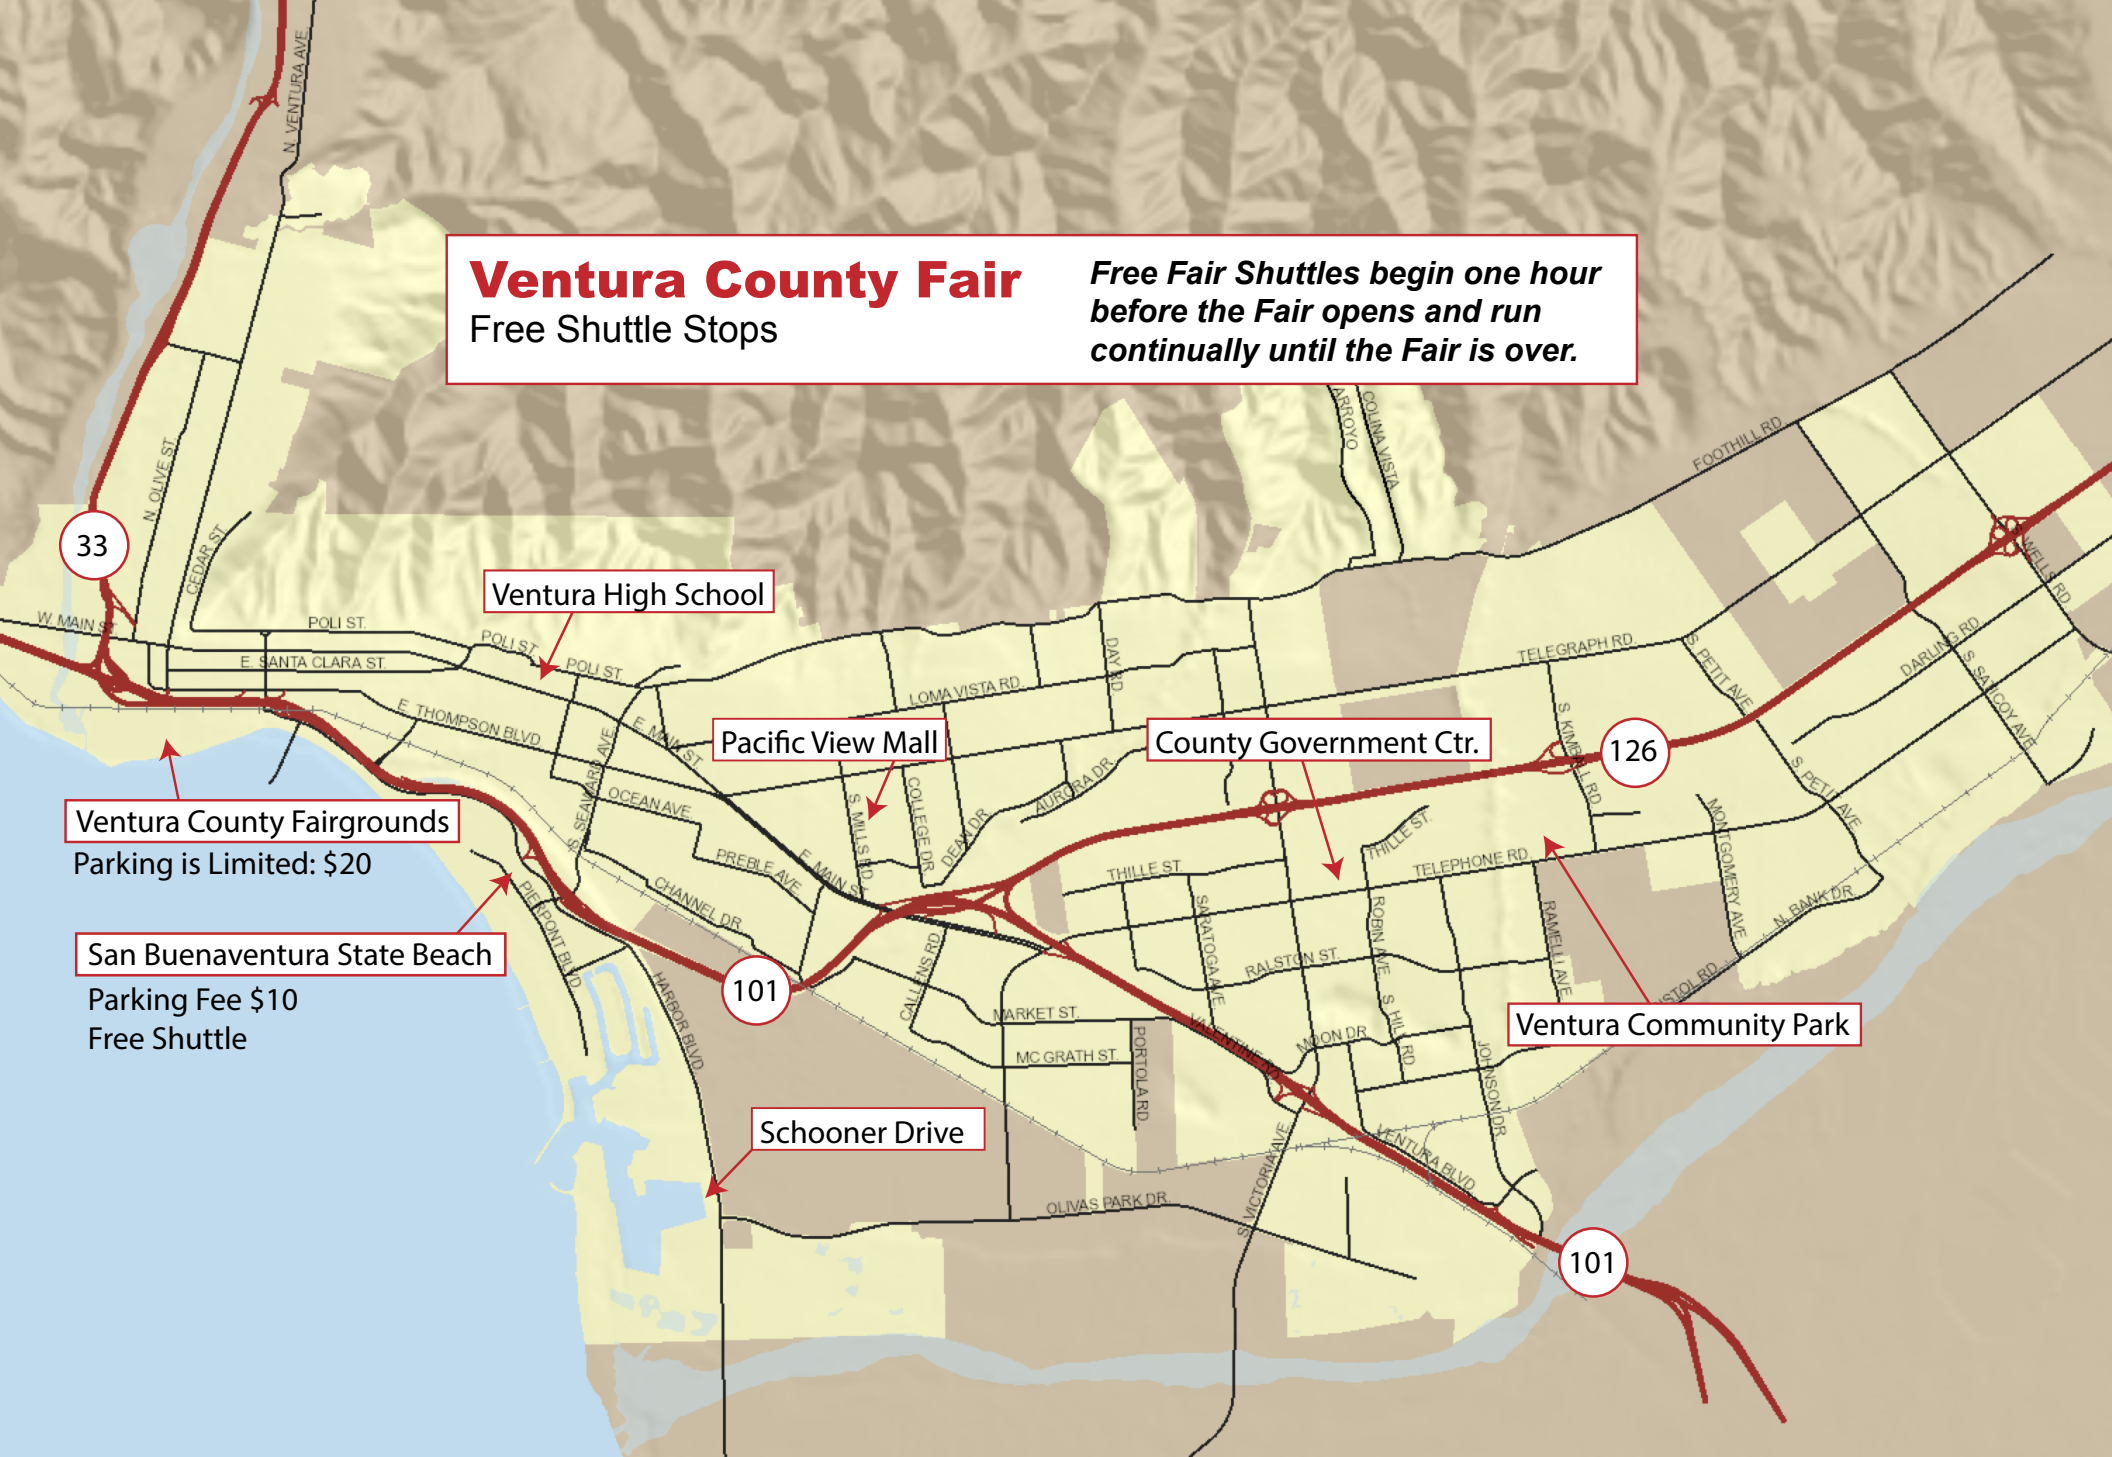 N. VENTURA AVE.
Ventura County Fair
Free Shuttle Stops
Free Fair Shuttles begin one hour
before the Fair opens and run
continually until the Fair is over.
ARROYO
COLINA VISTA
FOOTHILL RD
N. OLIVE ST.
CEDAR ST.
33
W. MAIN ST.
POLI ST.
E. SANTA CLARA ST.
Ventura High School
POLI ST.
POLI ST.
E. THOMPSON BLVD
E. MAIN ST.
S. SEAWARD AVE.
LOMA VISTA RD.
DAY RD
TELEGRAPH RD.
S. PETIT AVE
WELLS RD.
DARLING RD
S. SATICOY AVE
S. KIMBALL RD.
126
Pacific View Mall
County Government Ctr.
Ventura County Fairgrounds
Parking is Limited: $20
OCEAN AVE.
PREBLE AVE.
E. MAIN ST.
S. MILLS RD.
COLLEGE DR
DEAN DR
AURORA DR.
THILLE ST.
THILLE ST.
TELEPHONE RD.
MONTGOMERY AVE.
S. PETIT AVE.
N. BANK DR.
CHANNEL DR
PIERPONT BLVD.
San Buenaventura State Beach
Parking Fee $10
Free Shuttle
HARBOR BLVD.
101
CALLENS RD.
SARATOGA AVE.
RALSTON ST.
ROBIN AVE.
RAMELLI AVE.
MARKET ST.
MC GRATH ST.
PORTOLA RD.
VALENTINE RD.
MOON DR
S. HILL RD.
JOHNSON DR
Ventura Community Park
Schooner Drive
VENTURA BLVD
S. VICTORIA AVE.
OLIVAS PARK DR.
101